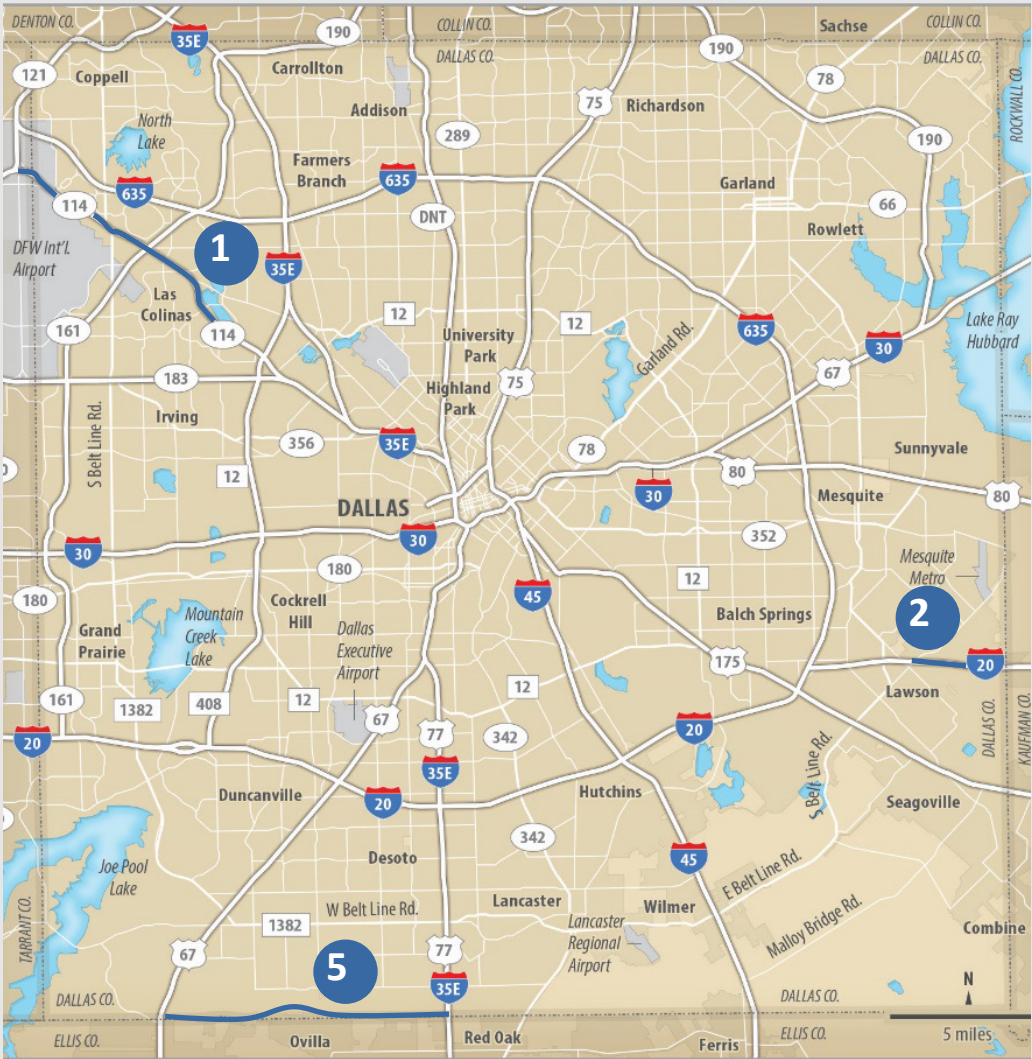 DENTON CO.
COLLIN CO.
DALLAS CO.
Sachse
COLLIN CO.
DALLAS CO.
35E
190
190
121
Coppell
Carrollton
78
ROCKWALL CO.
Addison
75
Richardson
North
Lake
289
190
Farmers
Branch
635
635
Garland
114
DNT
66
Rowlett
DFW Int'l.
Airport
1
35E
Las
Colinas
161
114
12
University
Park
12
Garland Rd.
635
30
Lake Ray
Hubbard
183
75
67
Highland
Park
Irving
S Belt Line Rd.
356
35E
78
Sunnyvale
12
80
30
Mesquite
80
DALLAS
30
30
352
Mesquite
Metro
180
180
45
12
2
Cockrell
Hill
Balch Springs
Mountain
Creek
Lake
Grand
Prairie
Dallas
Executive
Airport
175
20
Lawson
161
1382
408
12
12
67
77
342
20
20
DALLAS CO.
KAUFMAN CO.
35E
S Belt Line Rd.
Duncanville
20
Hutchins
Seagoville
342
Desoto
45
Joe Pool
Lake
E Belt Line Rd.
W Belt Line Rd.
Lancaster
Wilmer
1382
Lancaster
Regional
Airport
Malloy Bridge Rd.
Combine
TARRANT CO.
67
77
5
35E
N
DALLAS CO.
DALLAS CO.
ELLIS CO.
Ovilla
Red Oak
Ferris
ELLIS CO.
5 miles